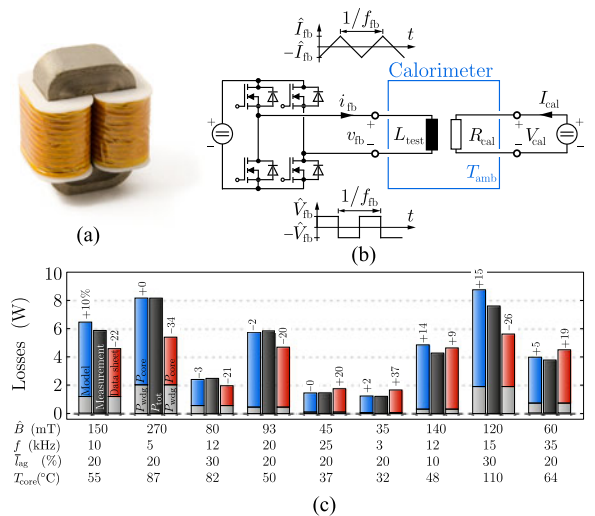 (b)
Î_fb
1/f_fb
t
−Î_fb
Calorimeter
i_fb
I_cal
+
+
+
+
v_fb
L_test
R_cal
V_cal
−
−
−
−
T_amb
V̂_fb
1/f_fb
t
−V̂_fb
(a)
(b)
Losses (W)
10
8
6
4
2
0
+10%
−22
+0
−34
−3
−21
−2
−20
−0
+20
+2
+37
+14
+9
+15
−26
+5
+19
Model
Measurement
Data sheet
P_wdg P_core
P_tot
P_wdg P_core
B̂ (mT) 150 270 80 93 45 35 140 120 60
f (kHz) 10 5 12 20 25 3 12 15 35
l̅_ag (%) 20 20 30 20 20 20 10 30 20
T_core(°C) 55 87 82 50 37 32 48 110 64
(c)